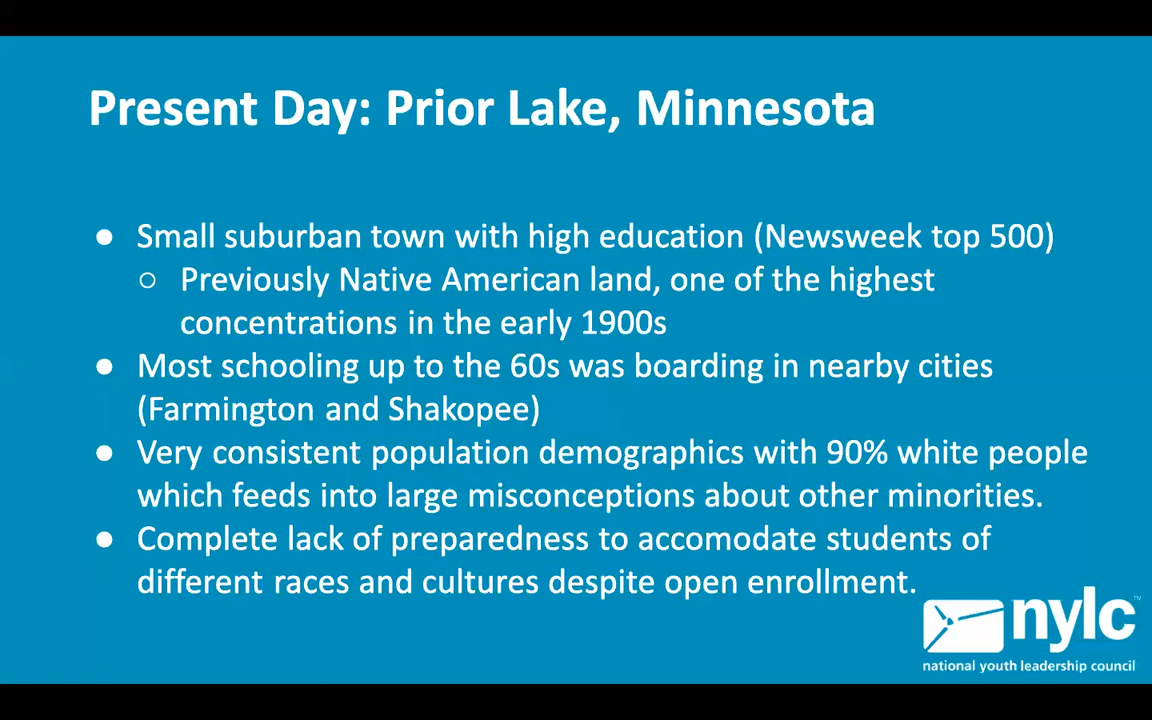 Present Day: Prior Lake, Minnesota
● Small suburban town with high education (Newsweek top 500)
○ Previously Native American land, one of the highest
concentrations in the early 1900s
● Most schooling up to the 60s was boarding in nearby cities
(Farmington and Shakopee)
● Very consistent population demographics with 90% white people
which feeds into large misconceptions about other minorities.
● Complete lack of preparedness to accomodate students of
different races and cultures despite open enrollment.
nylc™
national youth leadership council